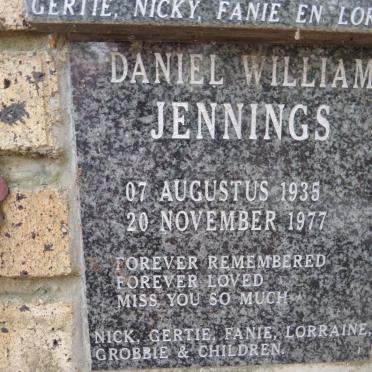 GERTIE, NICKY, FANIE EN
DANIEL WILLIAM
JENNINGS
07 AUGUSTUS 1935
20 NOVEMBER 1977
FOREVER REMEMBERED
FOREVER LOVED
MISS YOU SO MUCH
NICK, GERTIE, FANIE, LORRAINE,
GROBBIE & CHILDREN.